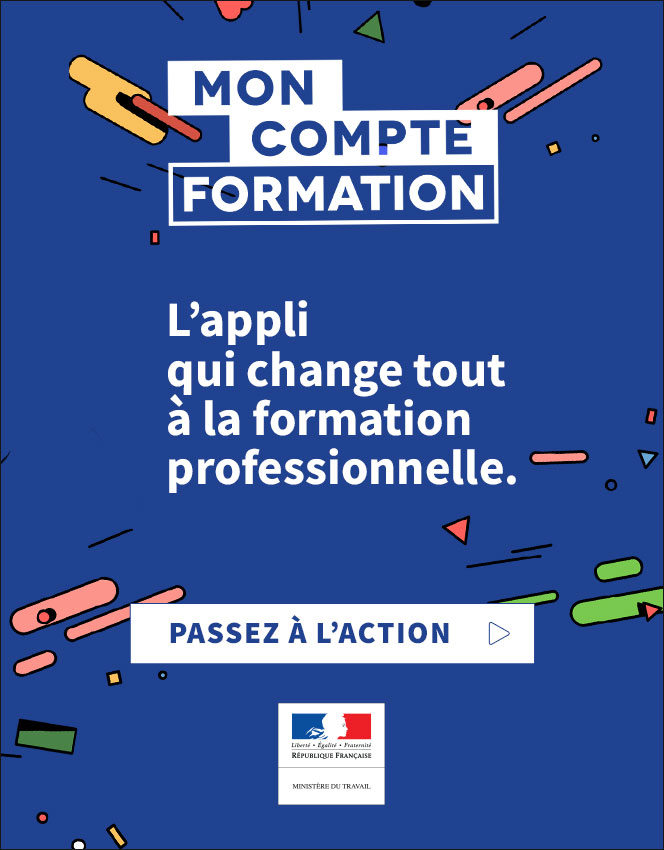 MON
COMPTE
FORMATION
L’appli
qui change tout
à la formation
professionnelle.
PASSEZ À L’ACTION
Liberté • Égalité • Fraternité
RÉPUBLIQUE FRANÇAISE
MINISTÈRE DU TRAVAIL